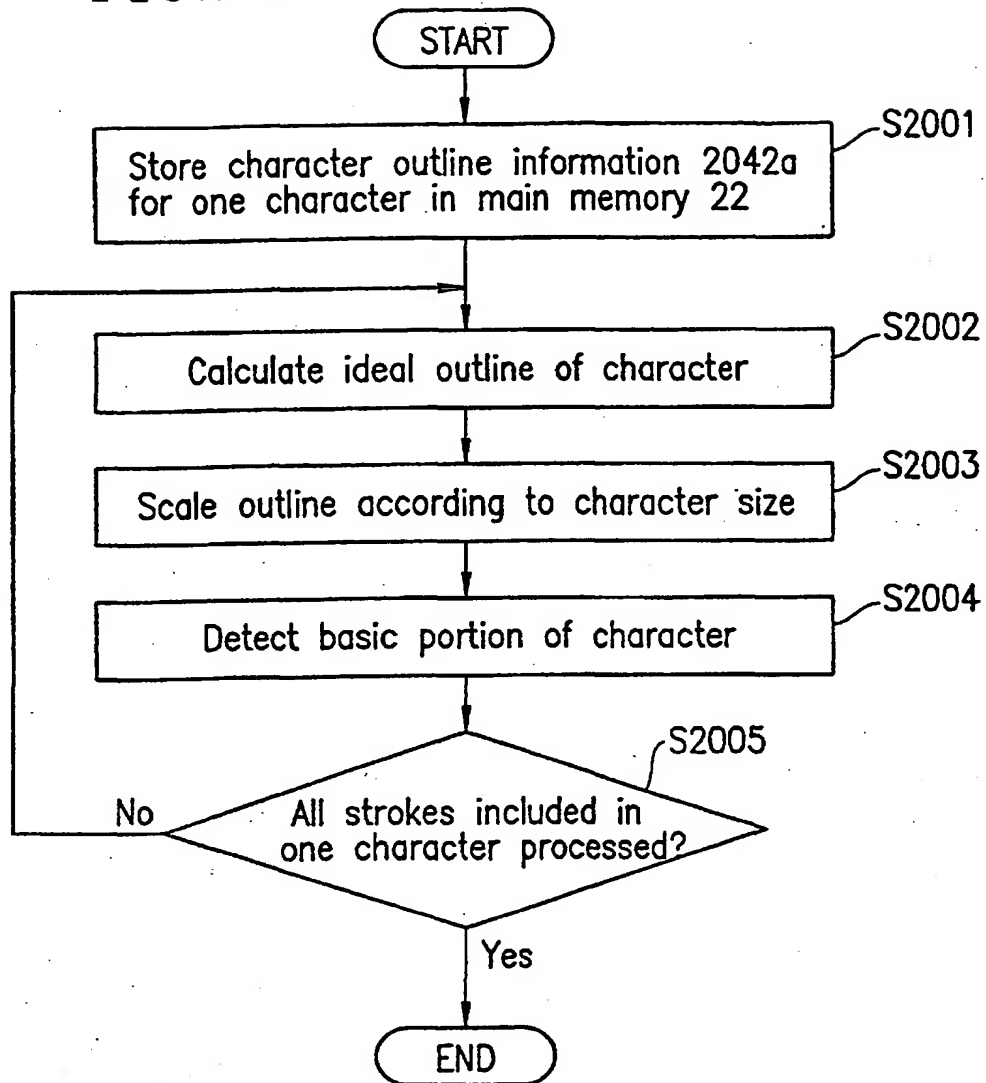 START
S2001
Store character outline information 2042a
for one character in main memory 22
S2002
Calculate ideal outline of character
S2003
Scale outline according to character size
S2004
Detect basic portion of character
S2005
No
All strokes included in
one character processed?
Yes
END